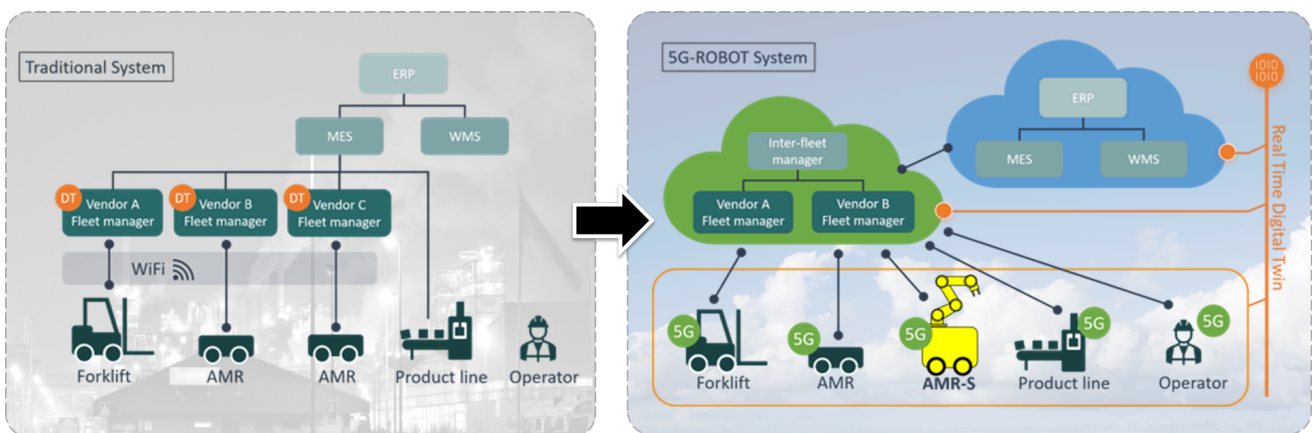 Traditional System
ERP
MES
WMS
DT
Vendor A
Fleet manager
DT
Vendor B
Fleet manager
DT
Vendor C
Fleet manager
WiFi
Forklift
AMR
AMR
Product line
Operator
5G-ROBOT System
1010
1010
ERP
MES
WMS
Inter-fleet
manager
Vendor A
Fleet manager
Vendor B
Fleet manager
Real Time Digital Twin
5G
5G
5G
5G
5G
Forklift
AMR
AMR-S
Product line
Operator